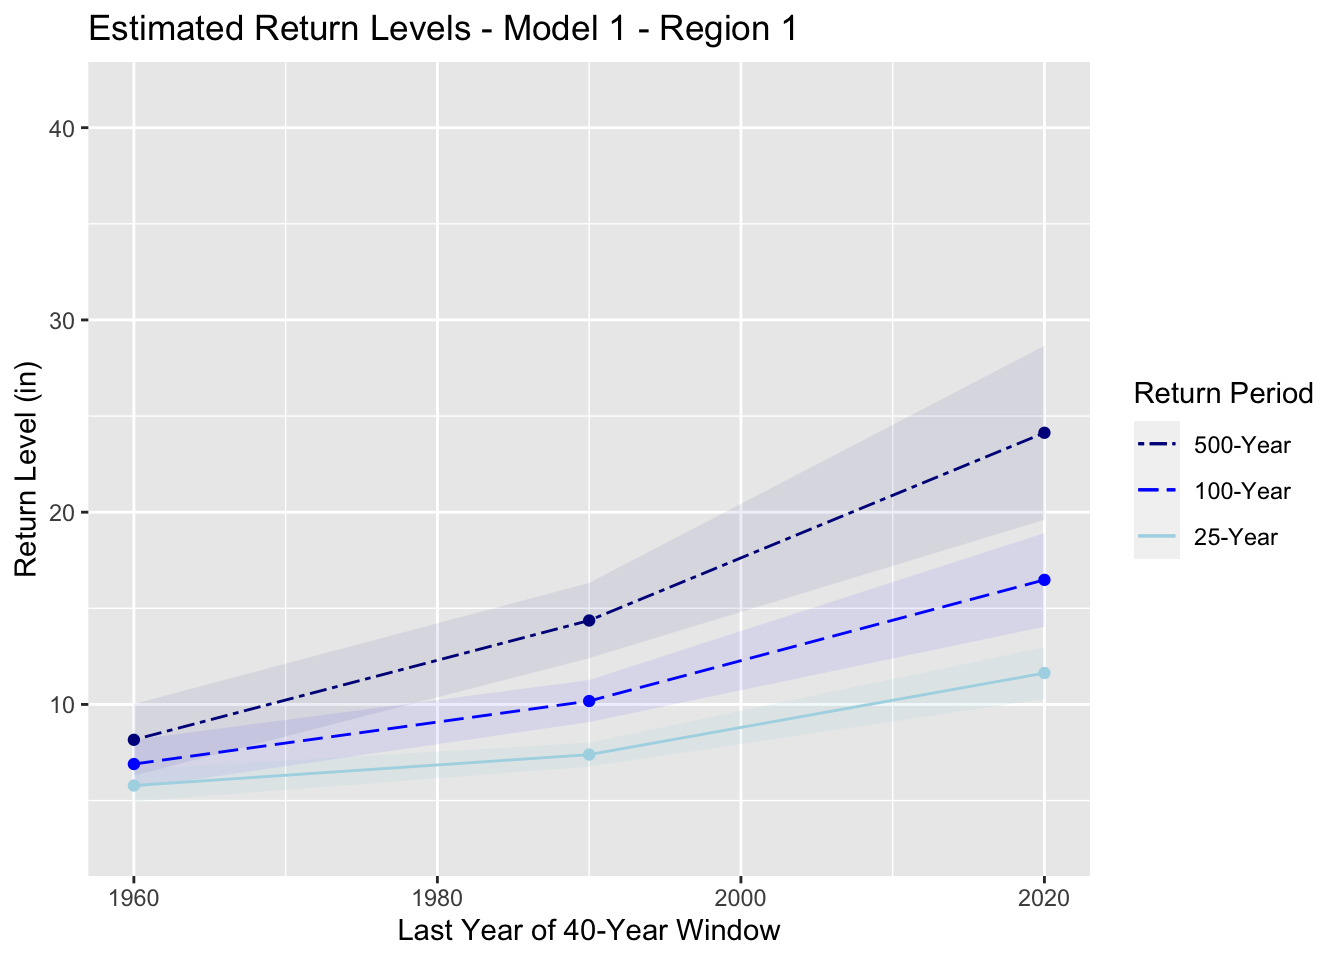 Estimated Return Levels - Model 1 - Region 1
40
30
20
10
Return Level (in)
1960 1980 2000 2020
Last Year of 40-Year Window
Return Period
500-Year
100-Year
25-Year